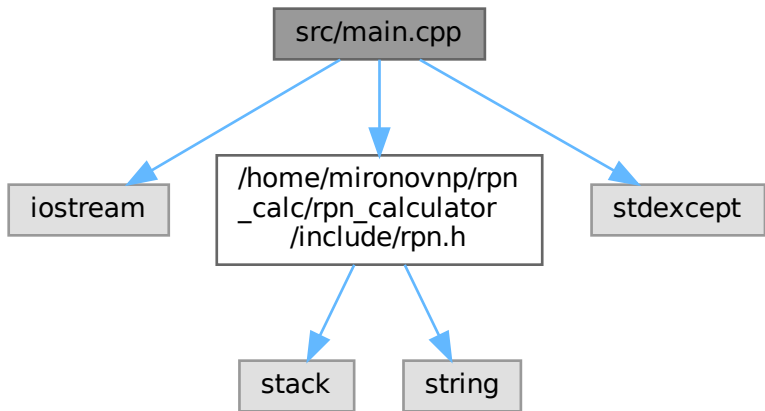 src/main.cpp
iostream
/home/mironovnp/rpn
_calc/rpn_calculator
/include/rpn.h
stdexcept
stack
string